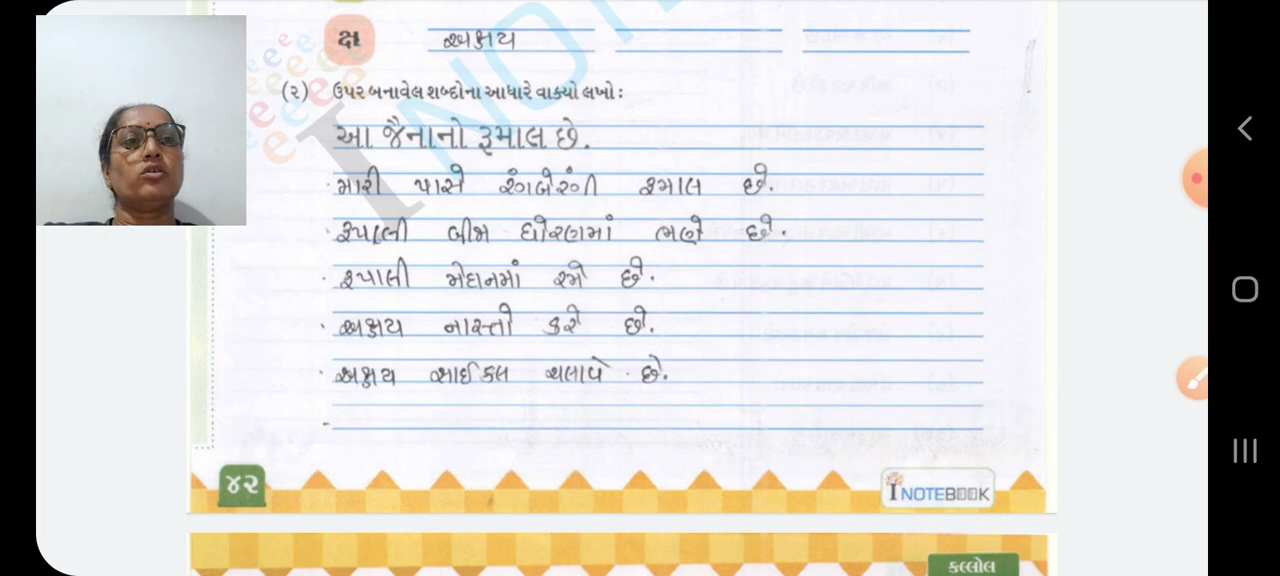 ક્ષ અક્ષય
(૨) ઉપર બનાવેલ શબ્દોના આધારે વાક્યો લખો :
આ જૈનાનો રૂમાલ છે.
મારી પાસે રંગબેરંગી રૂમાલ છે.
રૂપાલી બીજા ધોરણમાં ભણે છે.
રૂપાલી મેદાનમાં રમે છે.
અક્ષય નાસ્તો કરે છે.
અક્ષય સાઈકલ ચલાવે છે.
૪૨
INOTEBOOK
કલ્લોલ